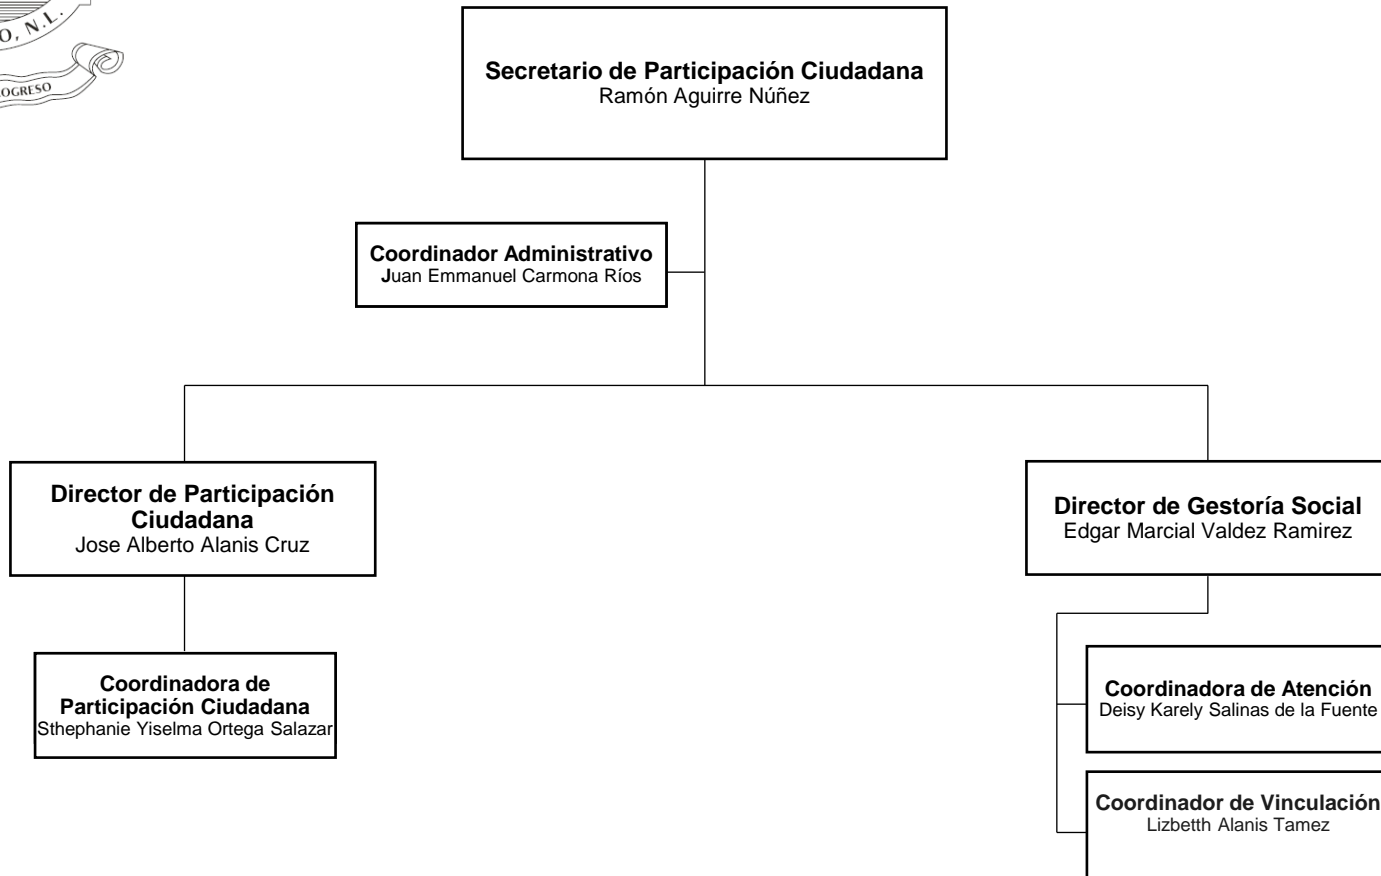 O, N.L.
OGRESO
Secretario de Participación Ciudadana
Ramón Aguirre Núñez
Coordinador Administrativo
Juan Emmanuel Carmona Ríos
Director de Participación
Ciudadana
Jose Alberto Alanis Cruz
Director de Gestoría Social
Edgar Marcial Valdez Ramirez
Coordinadora de
Participación Ciudadana
Sthephanie Yiselma Ortega Salazar
Coordinadora de Atención
Deisy Karely Salinas de la Fuente
Coordinador de Vinculación
Lizbetth Alanis Tamez